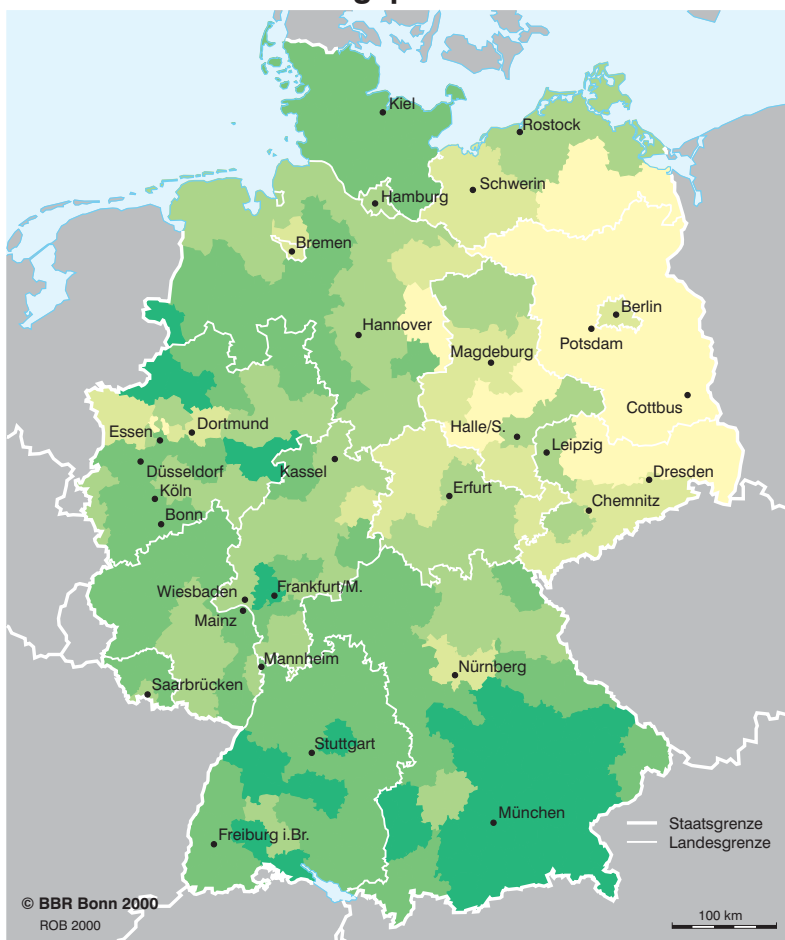 Kiel
Rostock
Schwerin
Hamburg
Bremen
Berlin
Hannover
Potsdam
Magdeburg
Cottbus
Essen
Dortmund
Halle/S.
Leipzig
Düsseldorf
Kassel
Dresden
Köln
Erfurt
Chemnitz
Bonn
Wiesbaden
Frankfurt/M.
Mainz
Mannheim
Nürnberg
Saarbrücken
Stuttgart
München
Staatsgrenze
Freiburg i.Br.
Landesgrenze
© BBR Bonn 2000
ROB 2000
100 km